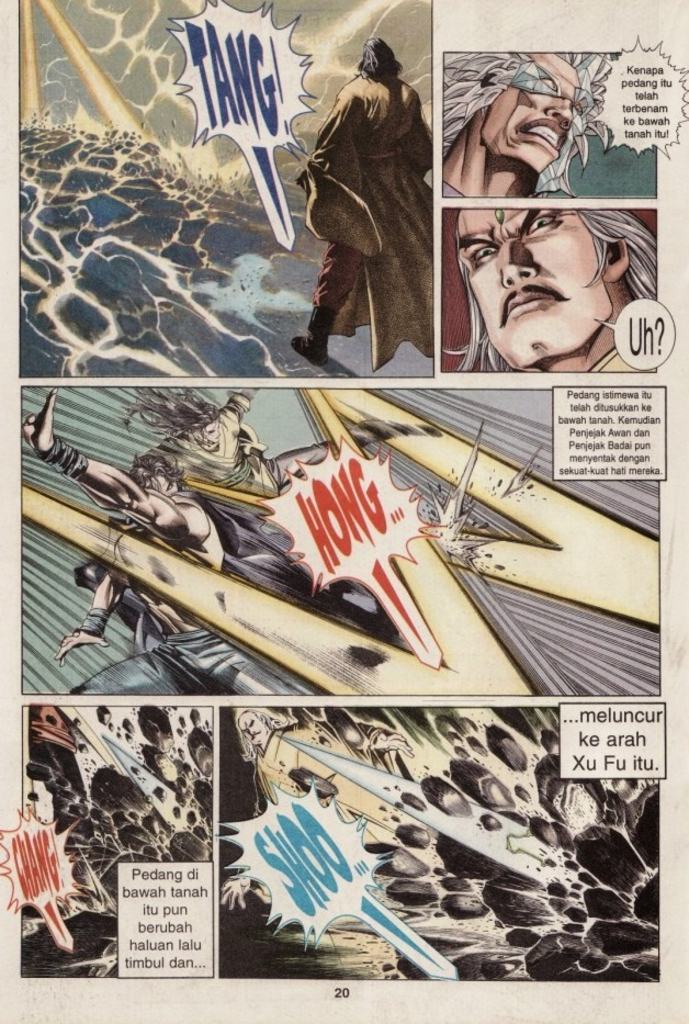 TANG!
Kenapa
pedang itu
telah
terbenam
ke bawah
tanah itu!
Uh?
Pedang istimewa itu
telah ditusukkan ke
bawah tanah. Kemudian
Penjejak Awan dan
Penjejak Badai pun
menyentak dengan
sekuat-kuat hati mereka.
HONG...
CHANG!
Pedang di
bawah tanah
itu pun
berubah
haluan lalu
timbul dan...
SHOO...
...meluncur
ke arah
Xu Fu itu.
20